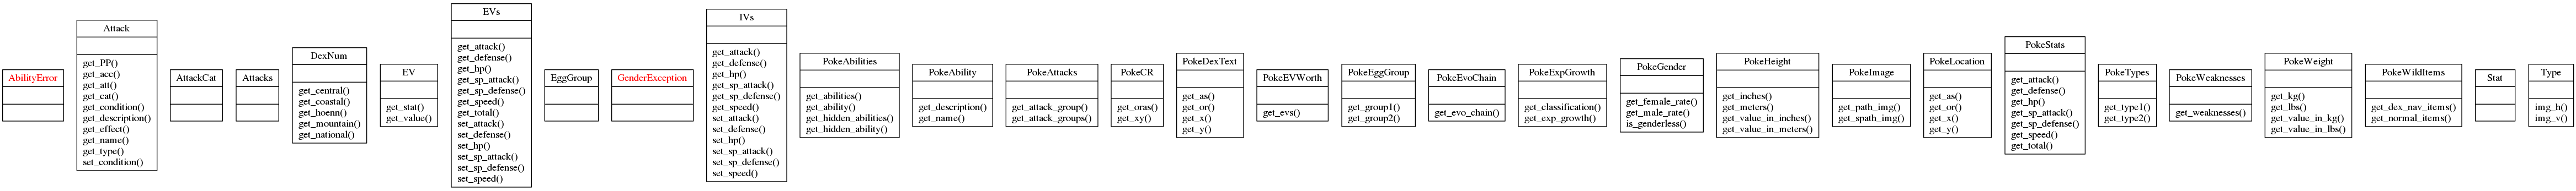 AbilityError
Attack
get_PP()
get_acc()
get_att()
get_cat()
get_condition()
get_description()
get_effect()
get_name()
get_type()
set_condition()
AttackCat
Attacks
DexNum
get_central()
get_coastal()
get_hoenn()
get_mountain()
get_national()
EV
get_stat()
get_value()
EVs
get_attack()
get_defense()
get_hp()
get_sp_attack()
get_sp_defense()
get_speed()
get_total()
set_attack()
set_defense()
set_hp()
set_sp_attack()
set_sp_defense()
set_speed()
EggGroup
GenderException
IVs
get_attack()
get_defense()
get_hp()
get_sp_attack()
get_sp_defense()
get_speed()
set_attack()
set_defense()
set_hp()
set_sp_attack()
set_sp_defense()
set_speed()
PokeAbilities
get_abilities()
get_ability()
get_hidden_abilities()
get_hidden_ability()
PokeAbility
get_description()
get_name()
PokeAttacks
get_attack_group()
get_attack_groups()
PokeCR
get_oras()
get_xy()
PokeDexText
get_as()
get_or()
get_x()
get_y()
PokeEVWorth
get_evs()
PokeEggGroup
get_group1()
get_group2()
PokeEvoChain
get_evo_chain()
PokeExpGrowth
get_classification()
get_exp_growth()
PokeGender
get_female_rate()
get_male_rate()
is_genderless()
PokeHeight
get_inches()
get_meters()
get_value_in_inches()
get_value_in_meters()
PokeImage
get_path_img()
get_spath_img()
PokeLocation
get_as()
get_or()
get_x()
get_y()
PokeStats
get_attack()
get_defense()
get_hp()
get_sp_attack()
get_sp_defense()
get_speed()
get_total()
PokeTypes
get_type1()
get_type2()
PokeWeaknesses
get_weaknesses()
PokeWeight
get_kg()
get_lbs()
get_value_in_kg()
get_value_in_lbs()
PokeWildItems
get_dex_nav_items()
get_normal_items()
Stat
Type
img_h()
img_v()